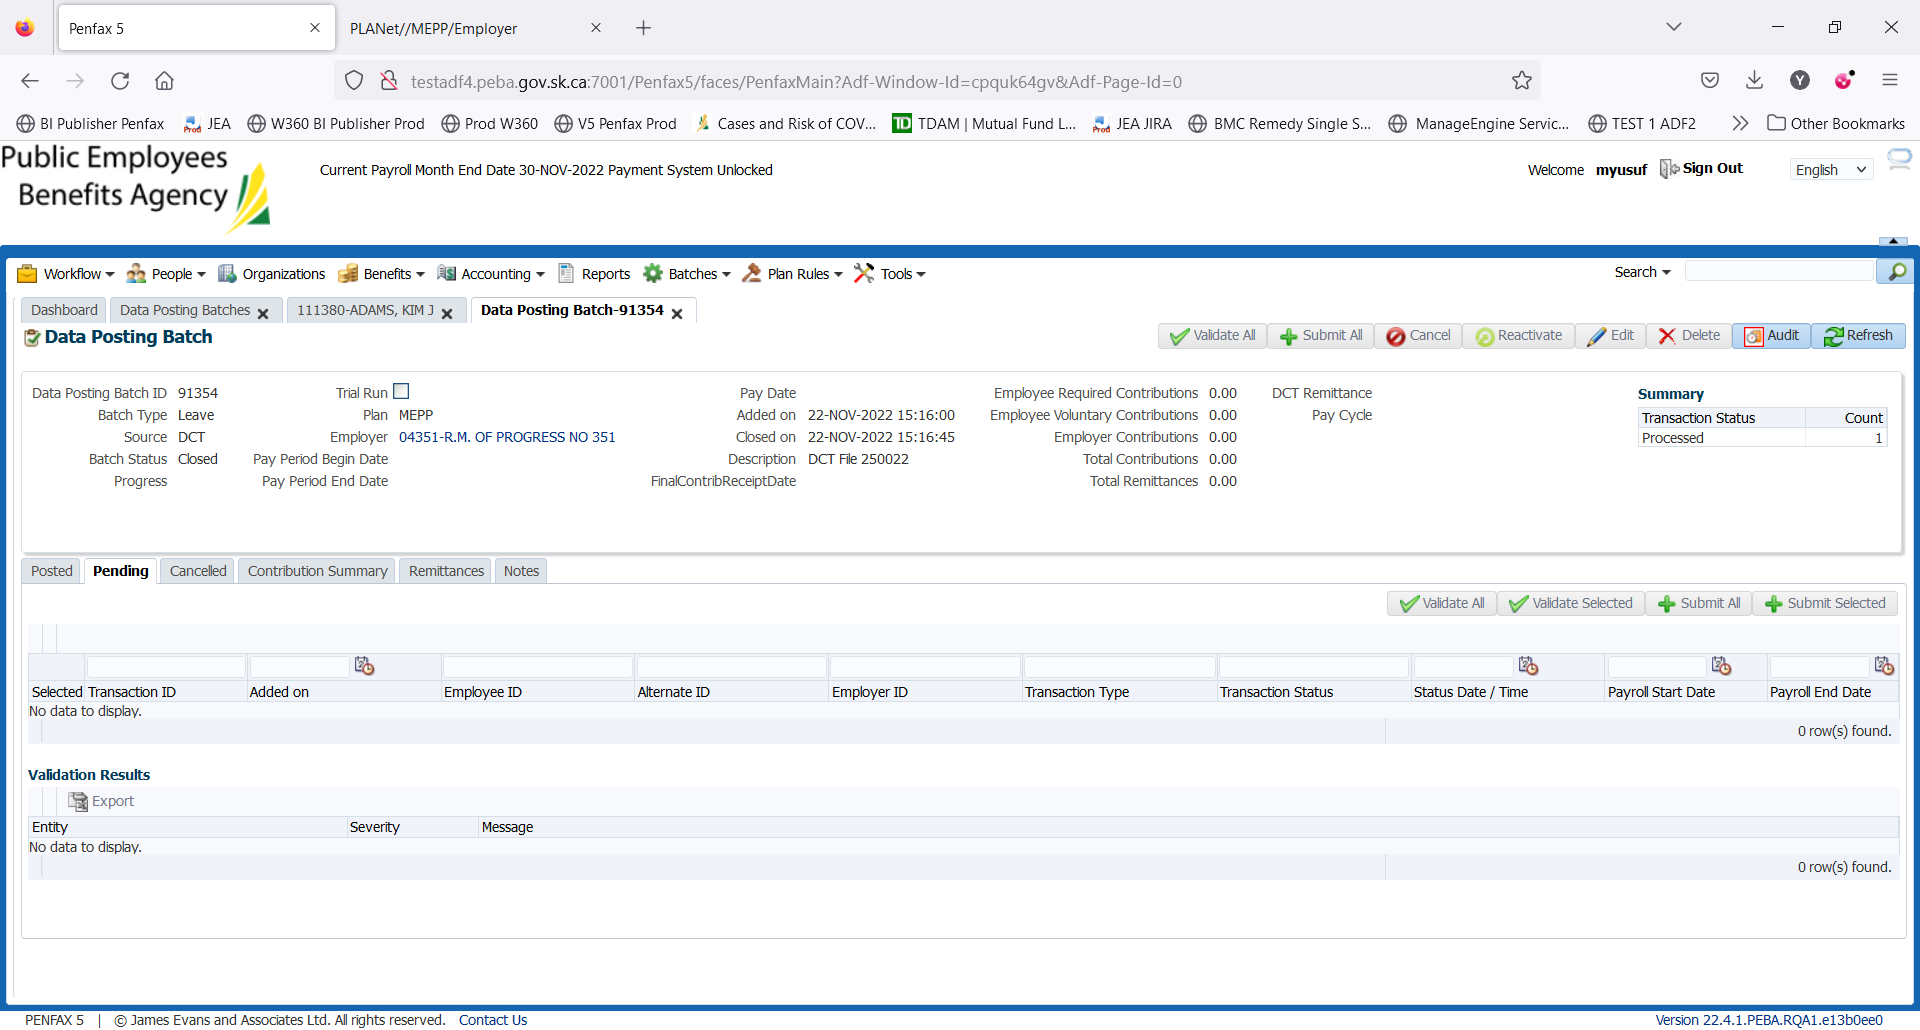 Penfax 5
PLANet//MEPP/Employer
testadf4.peba.gov.sk.ca:7001/Penfax5/faces/PenfaxMain?Adf-Window-Id=cpquk64gv&Adf-Page-Id=0
Y
BI Publisher Penfax Prod JEA W360 BI Publisher Prod Prod W360 V5 Penfax Prod Cases and Risk of COV... TD TDAM | Mutual Fund L... Prod JEA JIRA BMC Remedy Single S... ManageEngine Servic... TEST 1 ADF2 Other Bookmarks
Public Employees
Benefits Agency
Current Payroll Month End Date 30-NOV-2022 Payment System Unlocked
Welcome myusuf Sign Out English
Workflow People Organizations Benefits Accounting Reports Batches Plan Rules Tools Search
Dashboard Data Posting Batches 111380-ADAMS, KIM J Data Posting Batch-91354
Data Posting Batch
Validate All Submit All Cancel Reactivate Edit Delete Audit Refresh
Data Posting Batch ID 91354 Trial Run Pay Date Employee Required Contributions 0.00 DCT Remittance Summary
Batch Type Leave Plan MEPP Added on 22-NOV-2022 15:16:00 Employee Voluntary Contributions 0.00 Pay Cycle Transaction Status Count
Source DCT Employer 04351-R.M. OF PROGRESS NO 351 Closed on 22-NOV-2022 15:16:45 Employer Contributions 0.00 Processed 1
Batch Status Closed Pay Period Begin Date Description DCT File 250022 Total Contributions 0.00
Progress Pay Period End Date FinalContribReceiptDate Total Remittances 0.00
Posted Pending Cancelled Contribution Summary Remittances Notes
Validate All Validate Selected Submit All Submit Selected
Selected Transaction ID Added on Employee ID Alternate ID Employer ID Transaction Type Transaction Status Status Date / Time Payroll Start Date Payroll End Date
No data to display.
0 row(s) found.
Validation Results
Export
Entity Severity Message
No data to display.
0 row(s) found.
PENFAX 5 | © James Evans and Associates Ltd. All rights reserved. Contact Us
Version 22.4.1.PEBA.RQA1.e13b0ee0